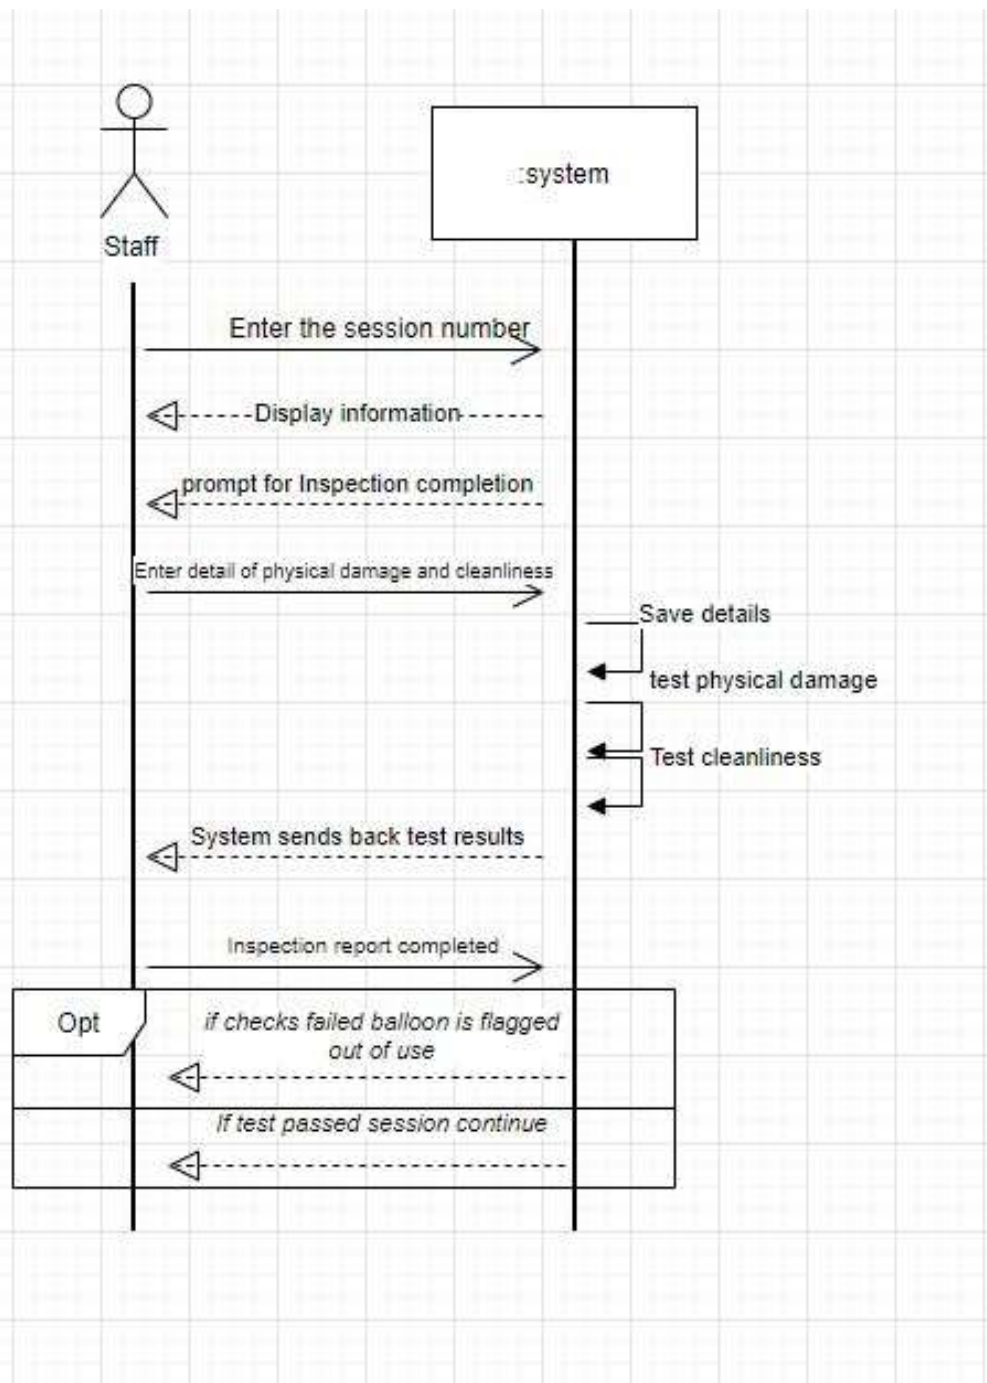 :system
Staff
Enter the session number
Display information
prompt for Inspection completion
Enter detail of physical damage and cleanliness
Save details
test physical damage
Test cleanliness
System sends back test results
Inspection report completed
Opt
if checks failed balloon is flagged
out of use
If test passed session continue